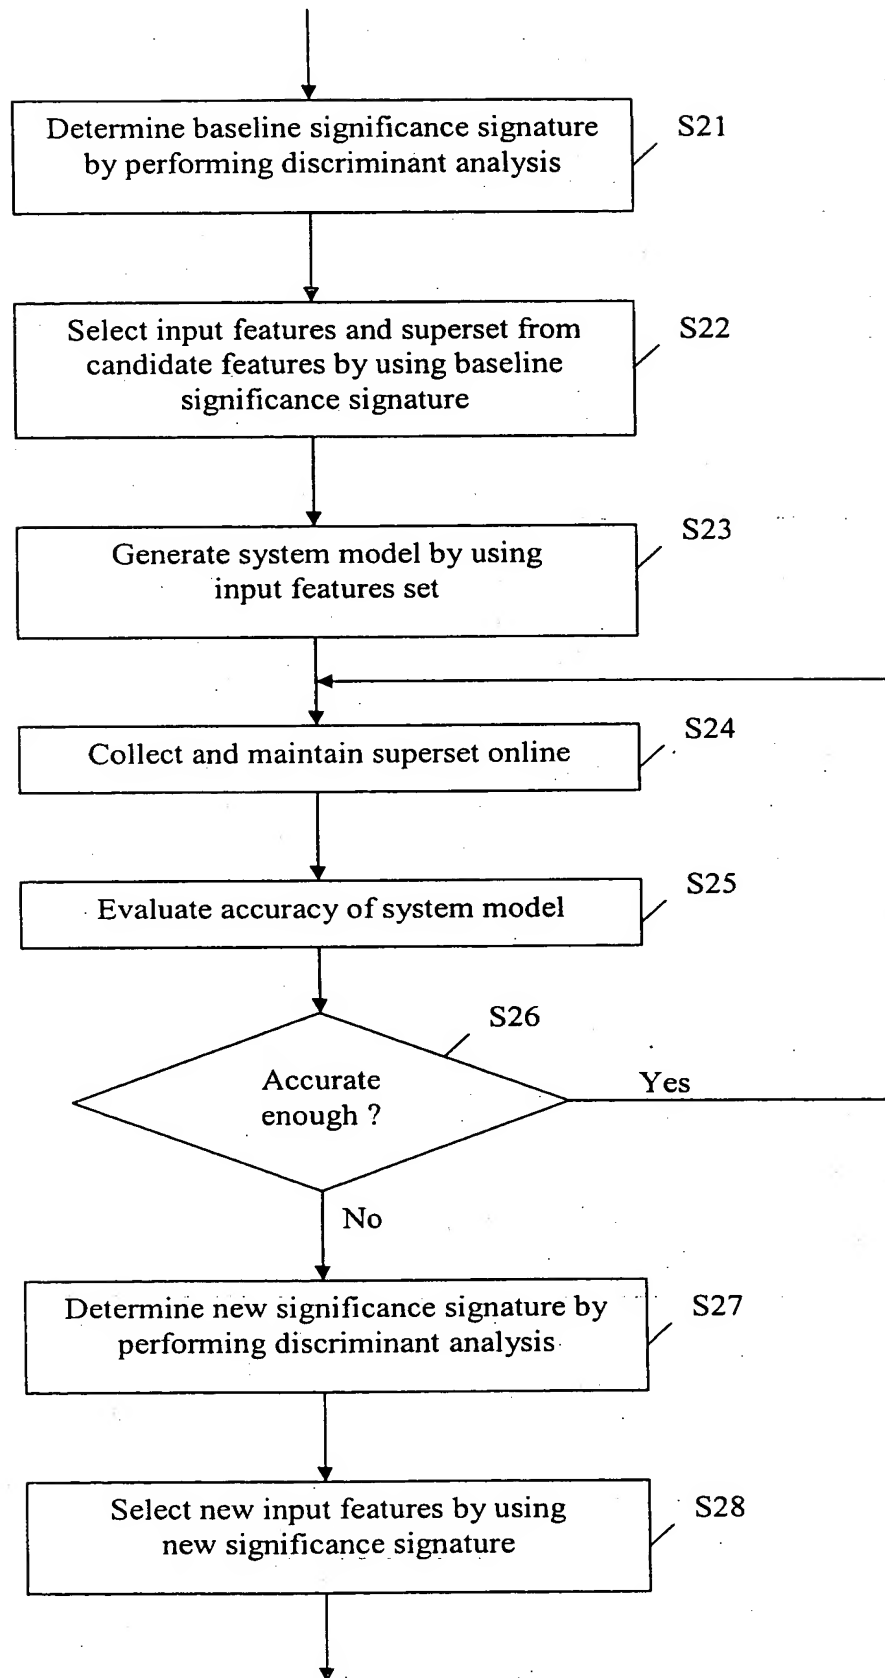 Determine baseline significance signature
by performing discriminant analysis
S21
Select input features and superset from
candidate features by using baseline
significance signature
S22
Generate system model by using
input features set
S23
Collect and maintain superset online
S24
Evaluate accuracy of system model
S25
Accurate
enough ?
S26
Yes
No
Determine new significance signature by
performing discriminant analysis
S27
Select new input features by using
new significance signature
S28